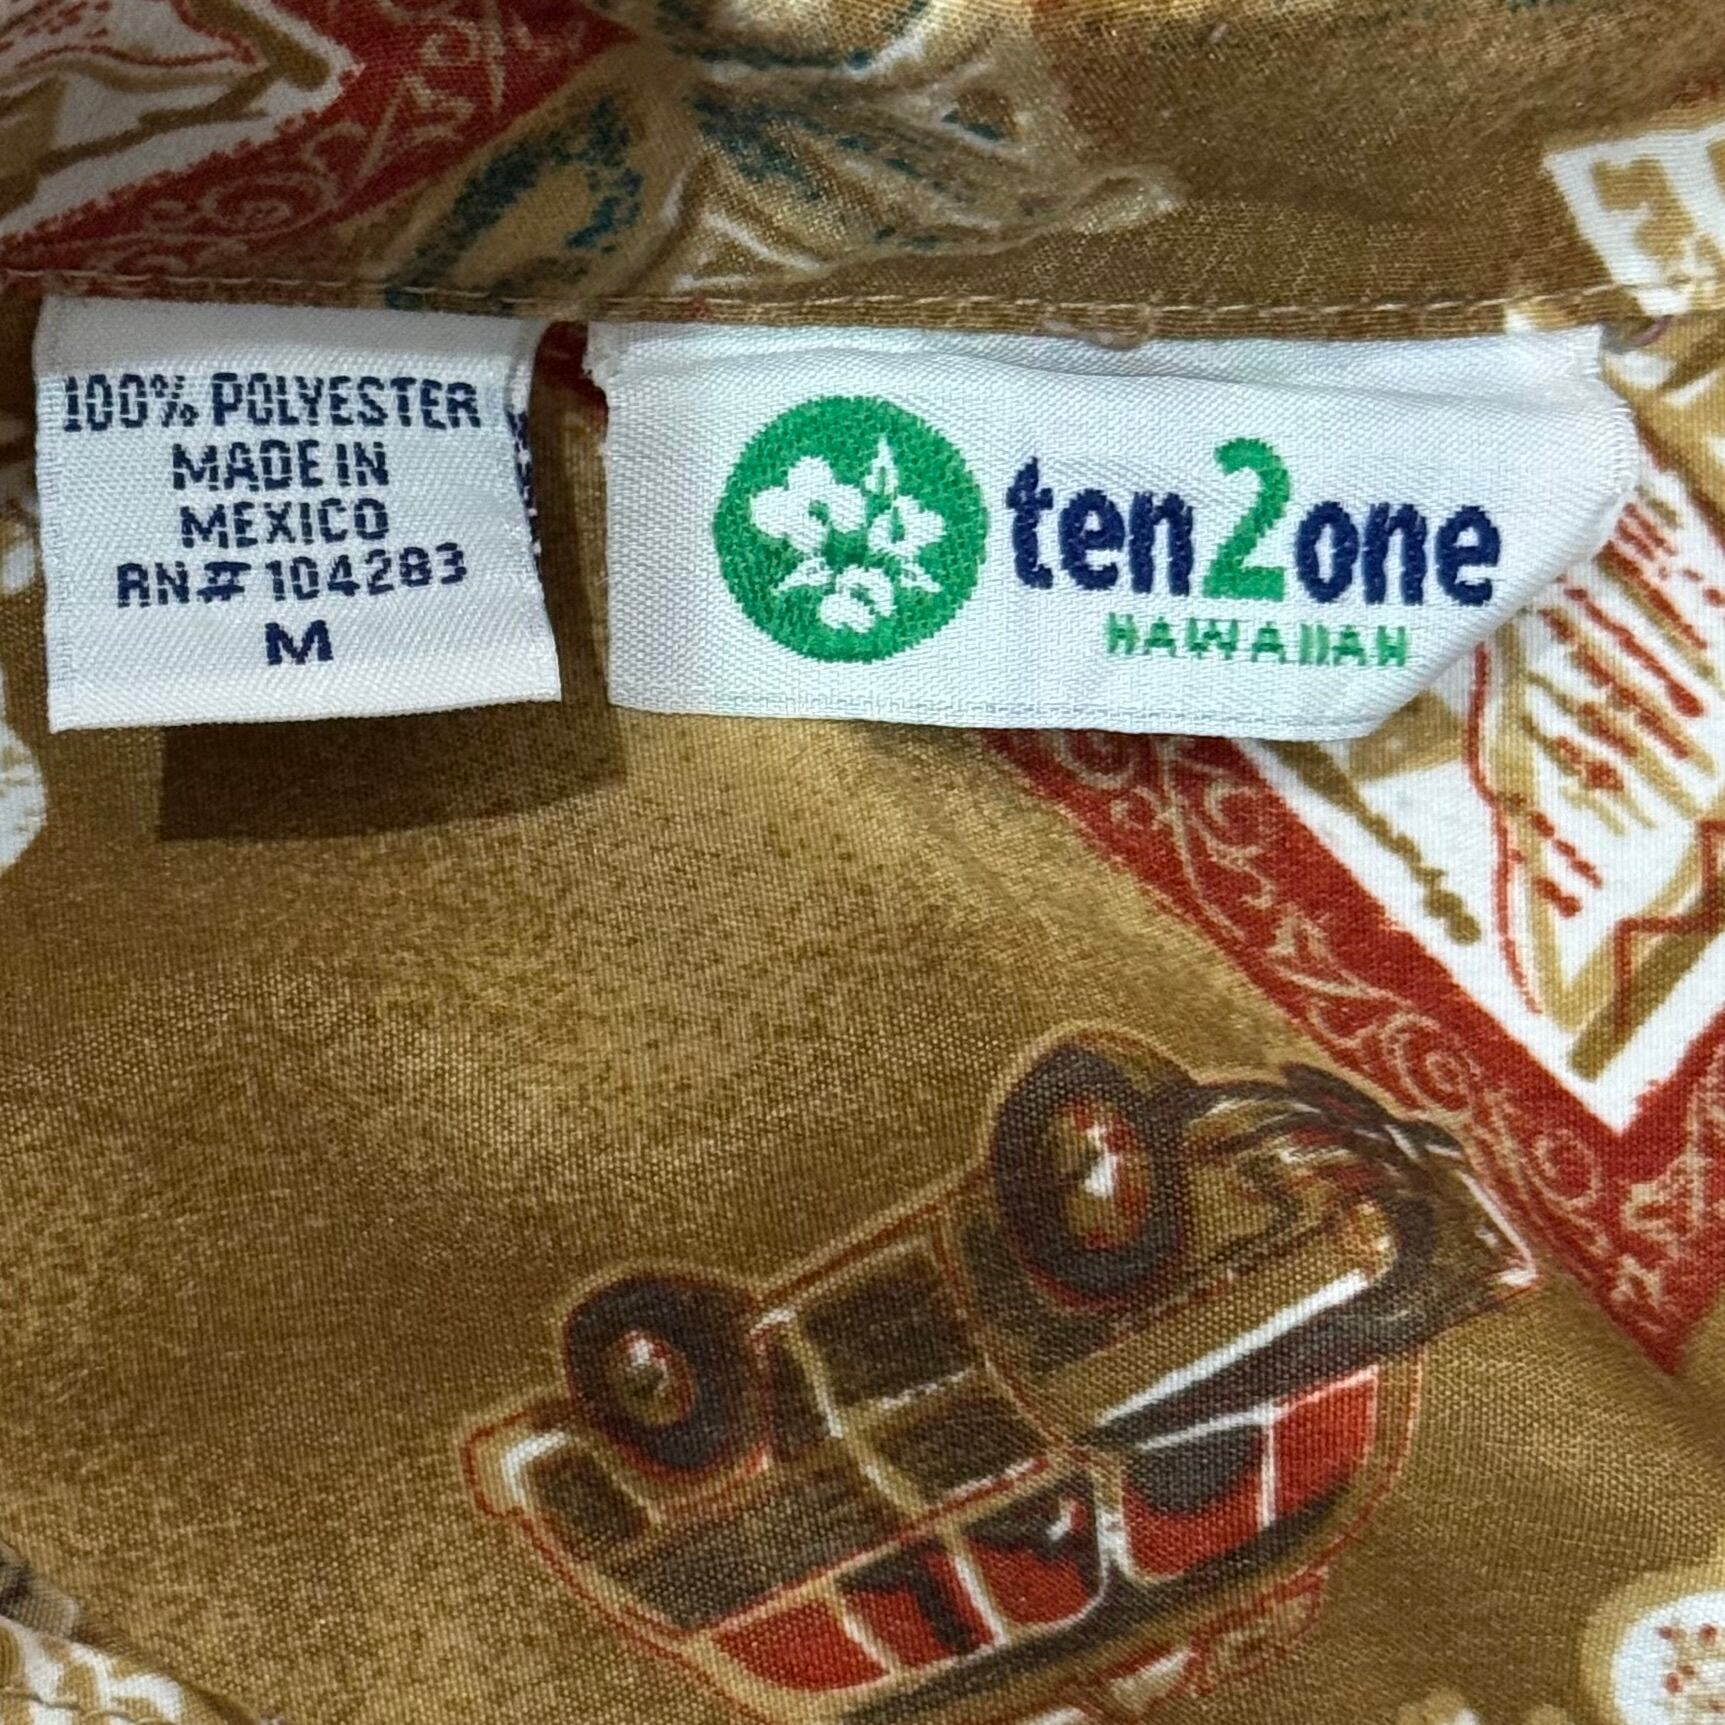 100% POLYESTER
MADE IN
MEXICO
RN# 104283
M
ten2one
HAWAIIAN